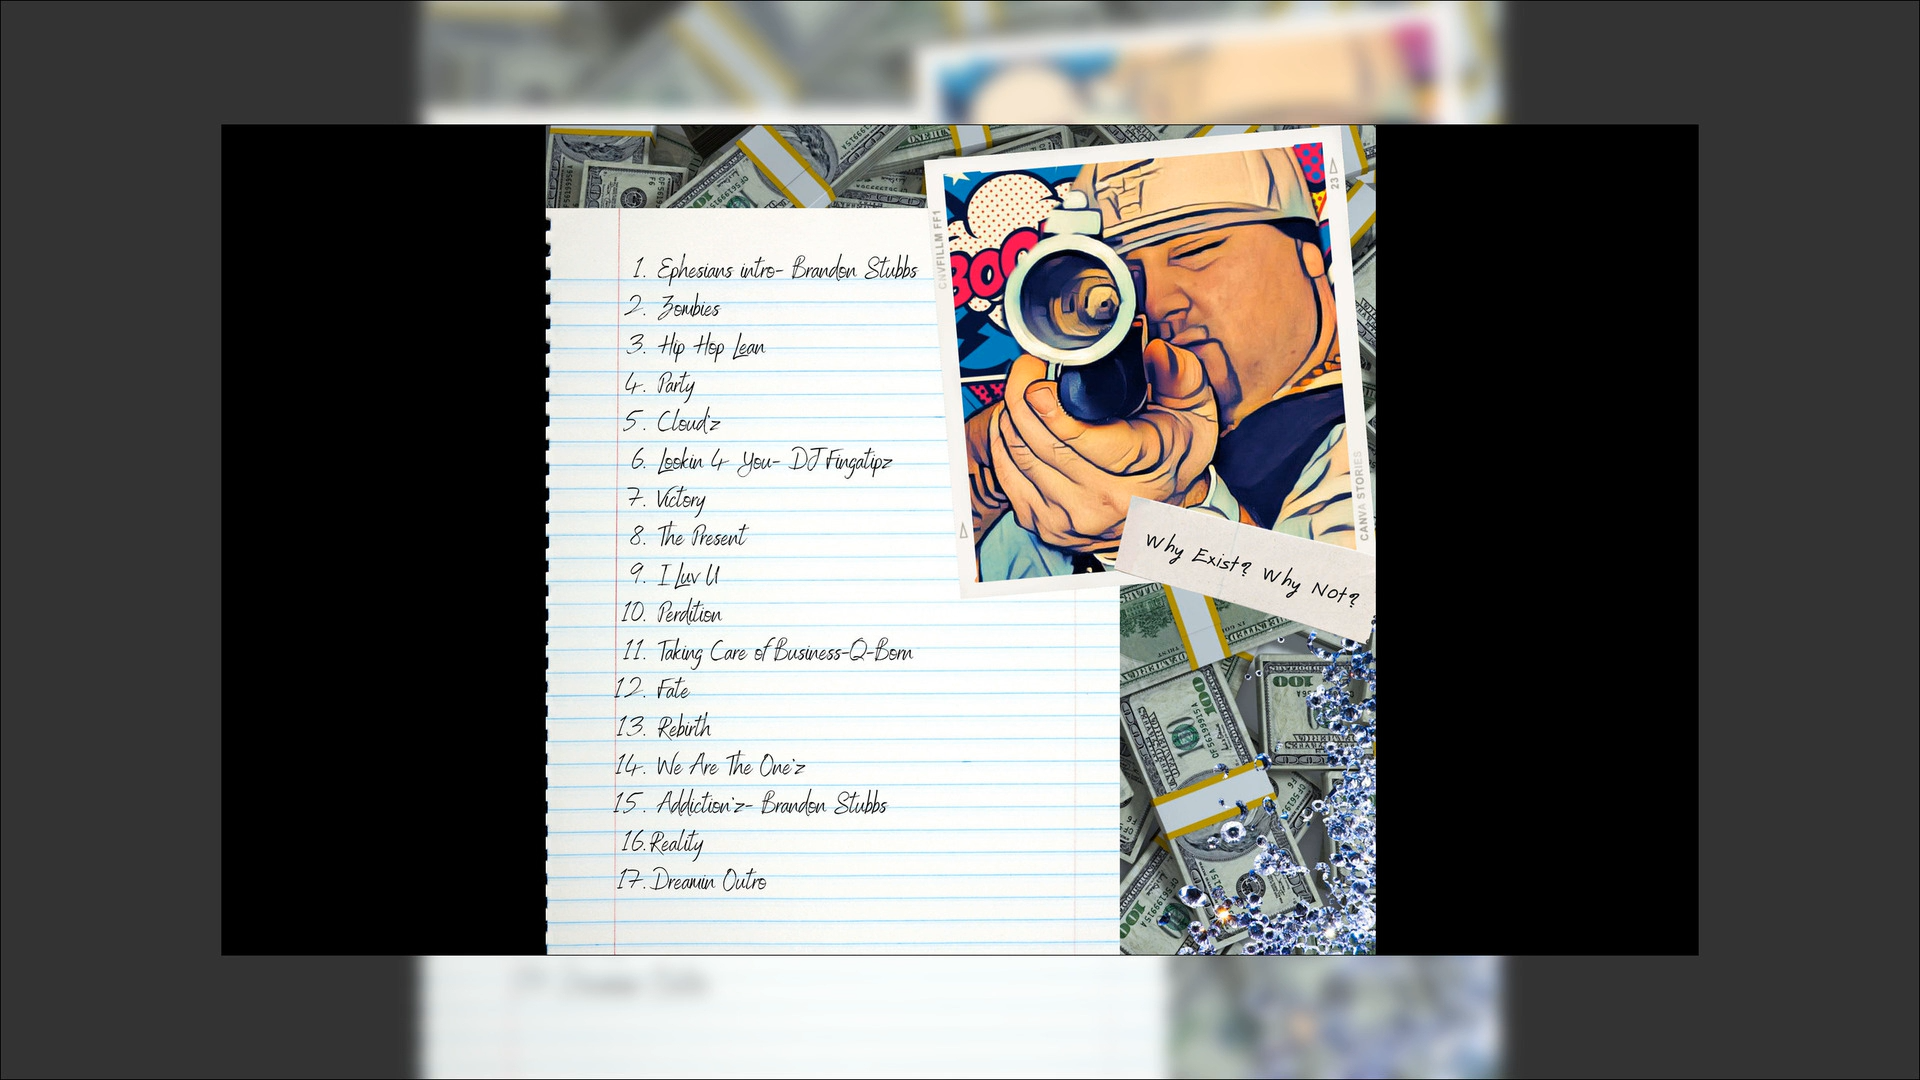 1. Ephesians intro- Brandon Stubbs
2. Zombies
3. Hip Hop Lean
4. Party
5. Cloud'z
6. Lookin 4 You- DJ Fingatipz
7. Victory
8. The Present
9. I Luv U
10. Perdition
11. Taking Care of Business-Q-Born
12. Fate
13. Rebirth
14. We Are The One'z
15. Addiction'z- Brandon Stubbs
16. Reality
17. Dreamin Outro
CNVFILLM FF1
BOO
23
CANVA STORIES
Why Exist? Why Not?
100
100